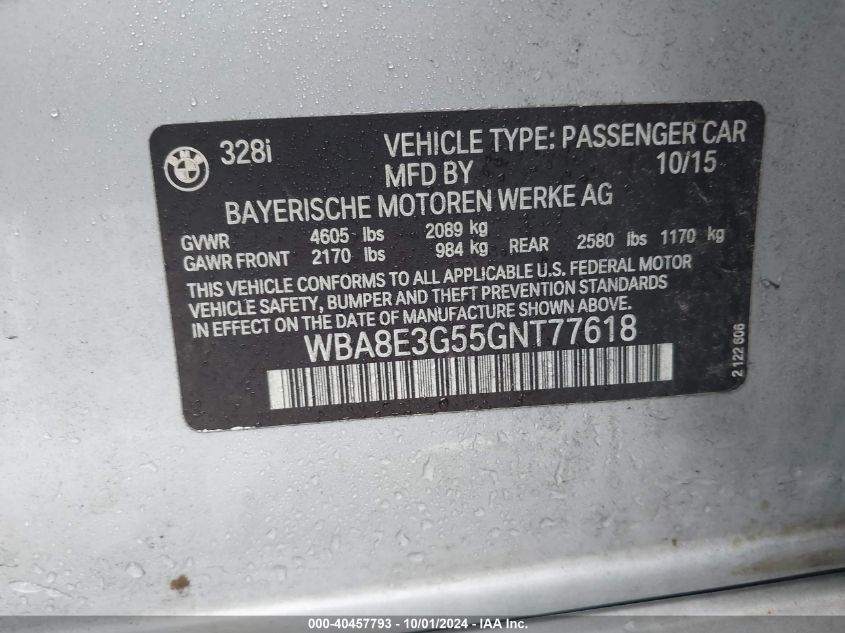 BMW
328i
VEHICLE TYPE: PASSENGER CAR
MFD BY 10/15
BAYERISCHE MOTOREN WERKE AG
GVWR 4605 lbs 2089 kg
GAWR FRONT 2170 lbs 984 kg REAR 2580 lbs 1170 kg
THIS VEHICLE CONFORMS TO ALL APPLICABLE U.S. FEDERAL MOTOR
VEHICLE SAFETY, BUMPER AND THEFT PREVENTION STANDARDS
IN EFFECT ON THE DATE OF MANUFACTURE SHOWN ABOVE.
WBA8E3G55GNT77618
2 122 606
000-40457793 - 10/01/2024 - IAA Inc.